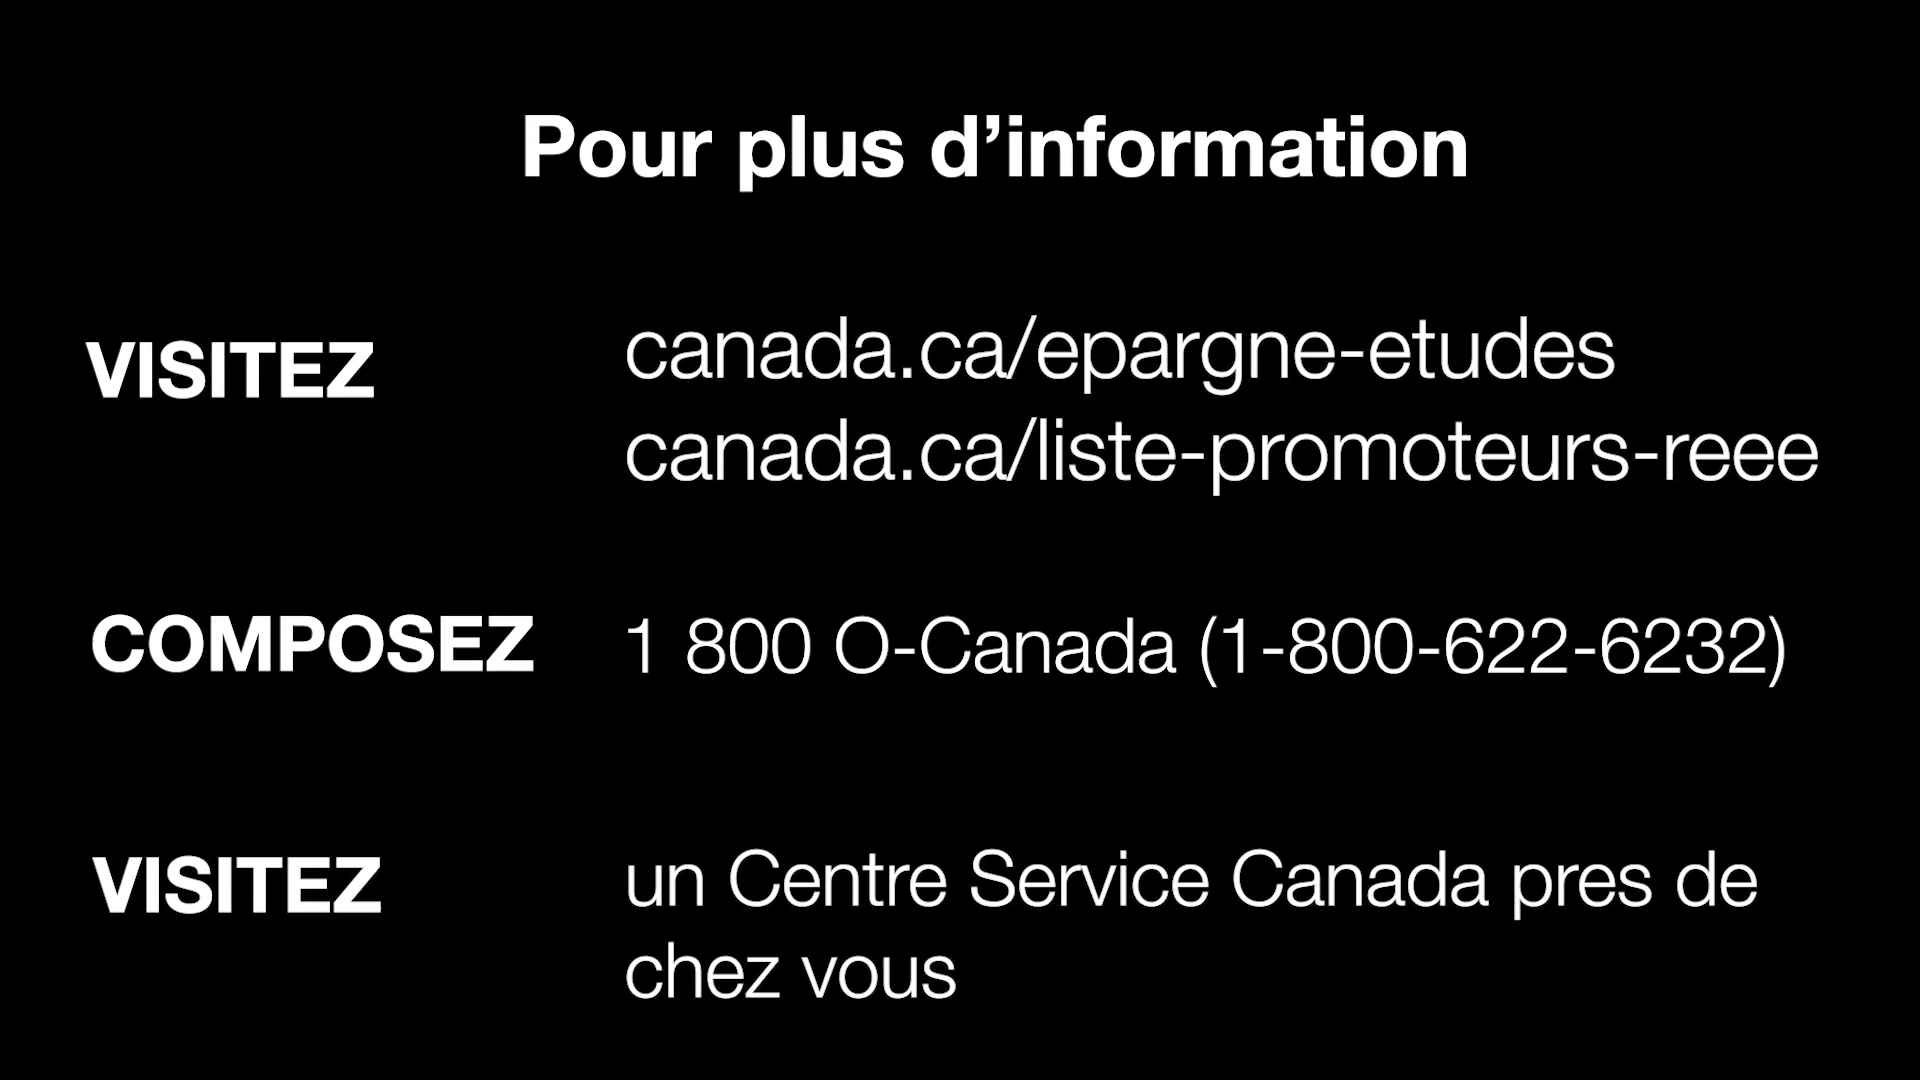 Pour plus d’information
VISITEZ
canada.ca/epargne-etudes
canada.ca/liste-promoteurs-reee
COMPOSEZ
1 800 O-Canada (1-800-622-6232)
VISITEZ
un Centre Service Canada pres de
chez vous